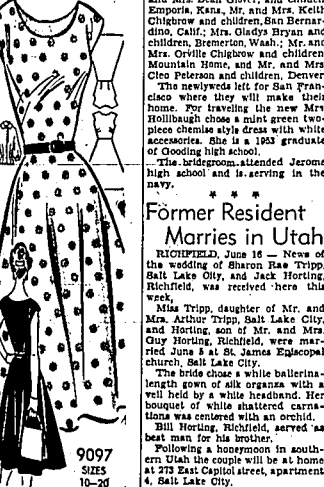 Emporia, Kans., Mr. and Mrs. Keith
Chigbrow and children, San Bernar-
dino, Calif.; Mrs. Gladys Bryan and
children, Bremerton, Wash.; Mr. and
Mrs. Orville Chigbrow and children
Mountain Home, and Mr. and Mrs
Cleo Peterson and children, Denver
The newlyweds left for San Fran-
cisco where they will make their
home. For traveling the new Mrs
Hollibaugh chose a mint green two-
piece chemise style dress with white
accessories. She is a 1953 graduate
of Gooding high school.
The bridegroom attended Jerome
high school and is serving in the
navy.
* * *
Former Resident
Marries in Utah
RICHFIELD, June 16 — News of
the wedding of Sharon Rae Tripp,
Salt Lake City, and Jack Horting,
Richfield, was received here this
week.
Miss Tripp, daughter of Mr. and
Mrs. Arthur Tripp, Salt Lake City,
and Horting, son of Mr. and Mrs.
Guy Horting, Richfield, were mar-
ried June 5 at St. James Episcopal
church, Salt Lake City.
The bride chose a white ballerina-
length gown of silk organza with a
veil held by a white headband. Her
bouquet of white shattered carna-
tions was centered with an orchid.
Bill Horting, Richfield, served as
best man for his brother.
Following a honeymoon in south-
ern Utah the couple will be at home
at 273 East Capitol street, apartment
4, Salt Lake City.
9097
SIZES
10–20